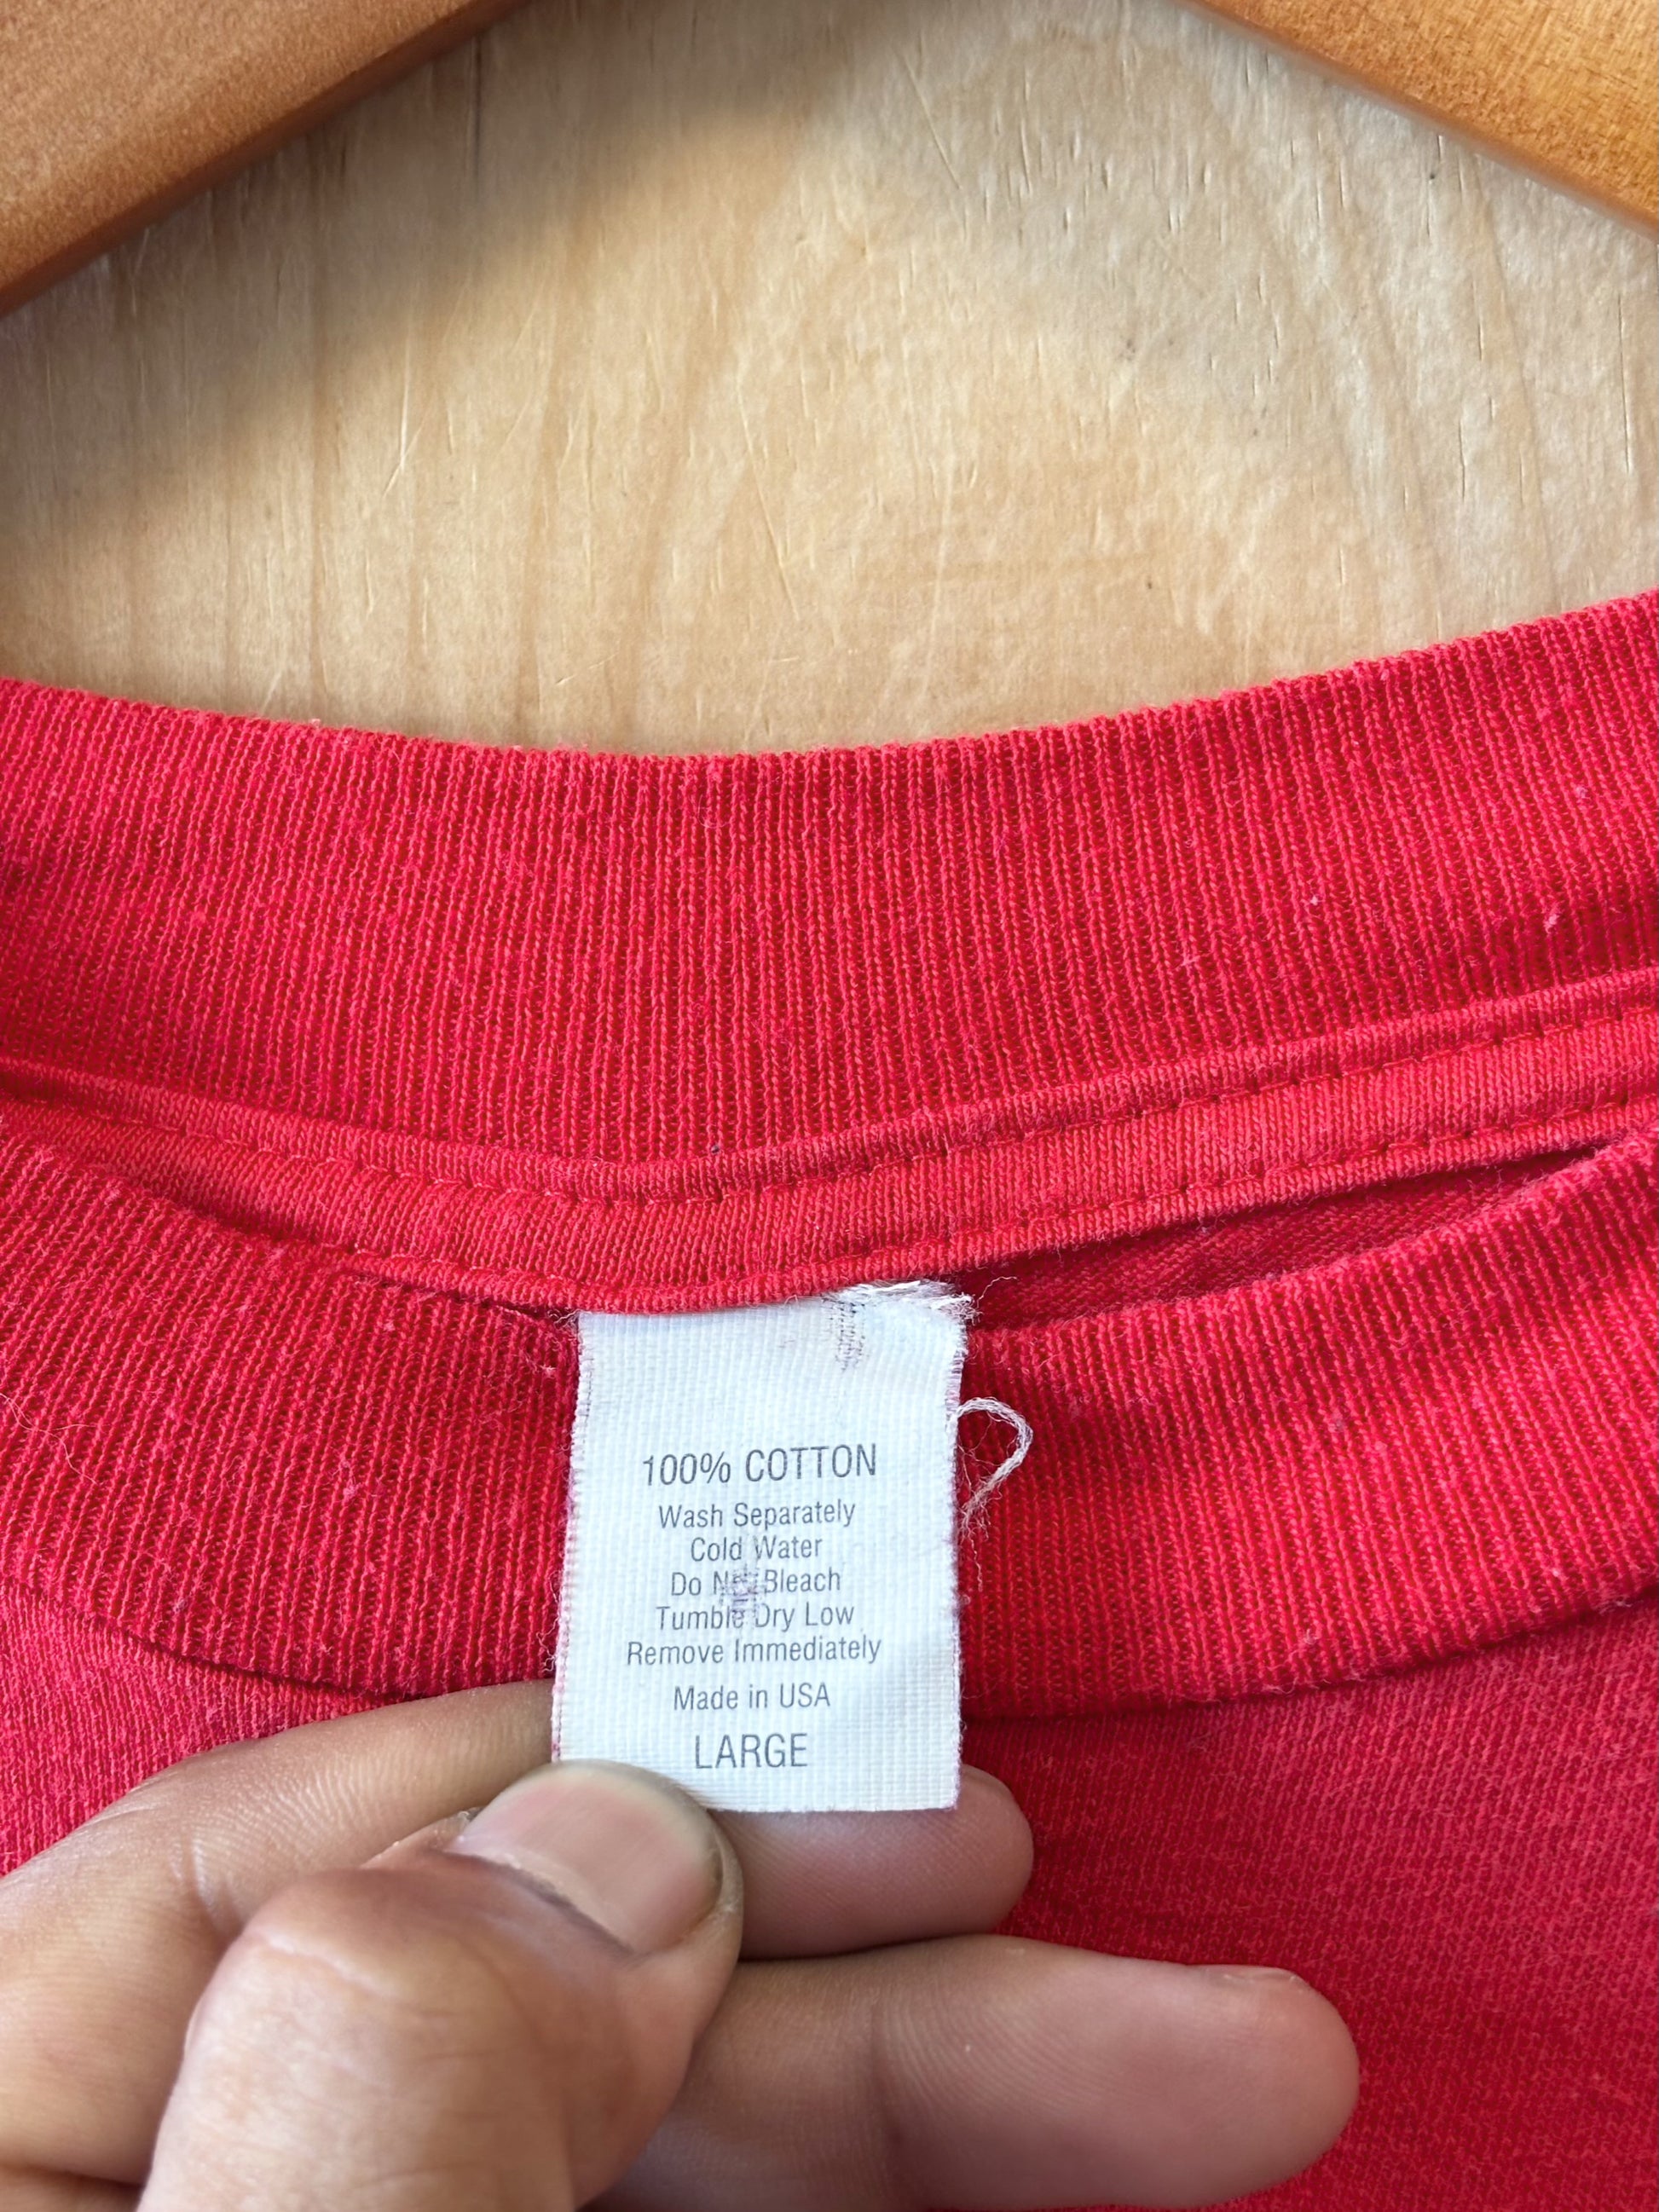 100% COTTON
Wash Separately
Cold Water
Do Not Bleach
Tumble Dry Low
Remove Immediately
Made in USA
LARGE